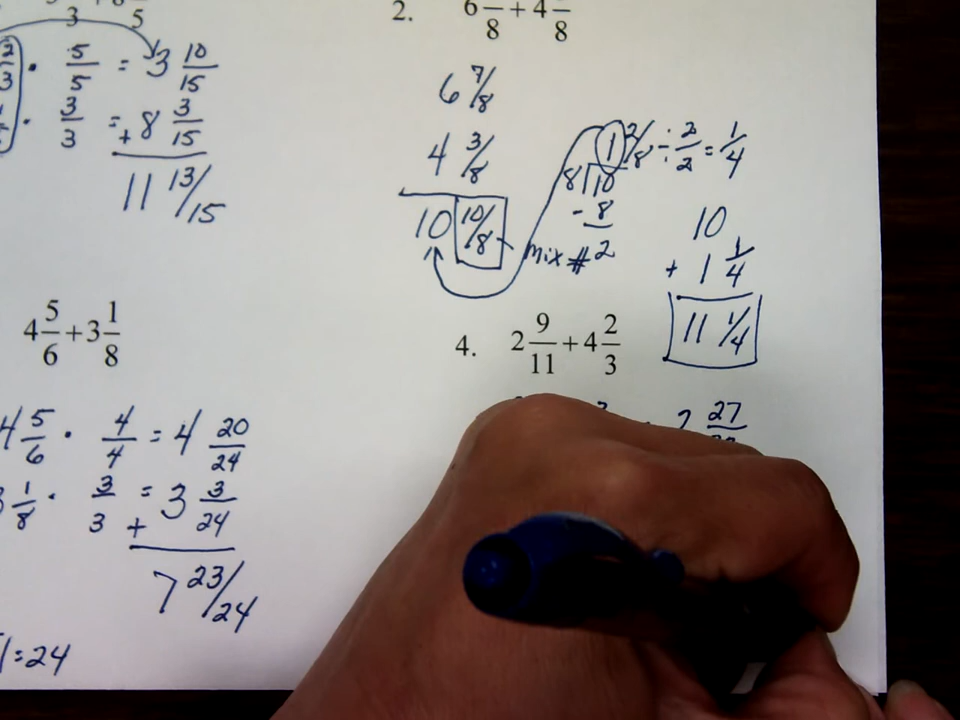 3 5
2/3 · 5/5 = 3 10/15
· 3/3 = + 8 3/15
11 13/15
2. 6 /8 + 4 /8
6 7/8
4 3/8
10 10/8 mix #
1 2/8 ÷ 2/2 = 1/4
8 10
- 8
2
10
+ 1 1/4
11 1/4
4 5/6 + 3 1/8
4 5/6 · 4/4 = 4 20/24
3 1/8 · 3/3 = + 3 3/24
7 23/24
= 24
4. 2 9/11 + 4 2/3
2 27